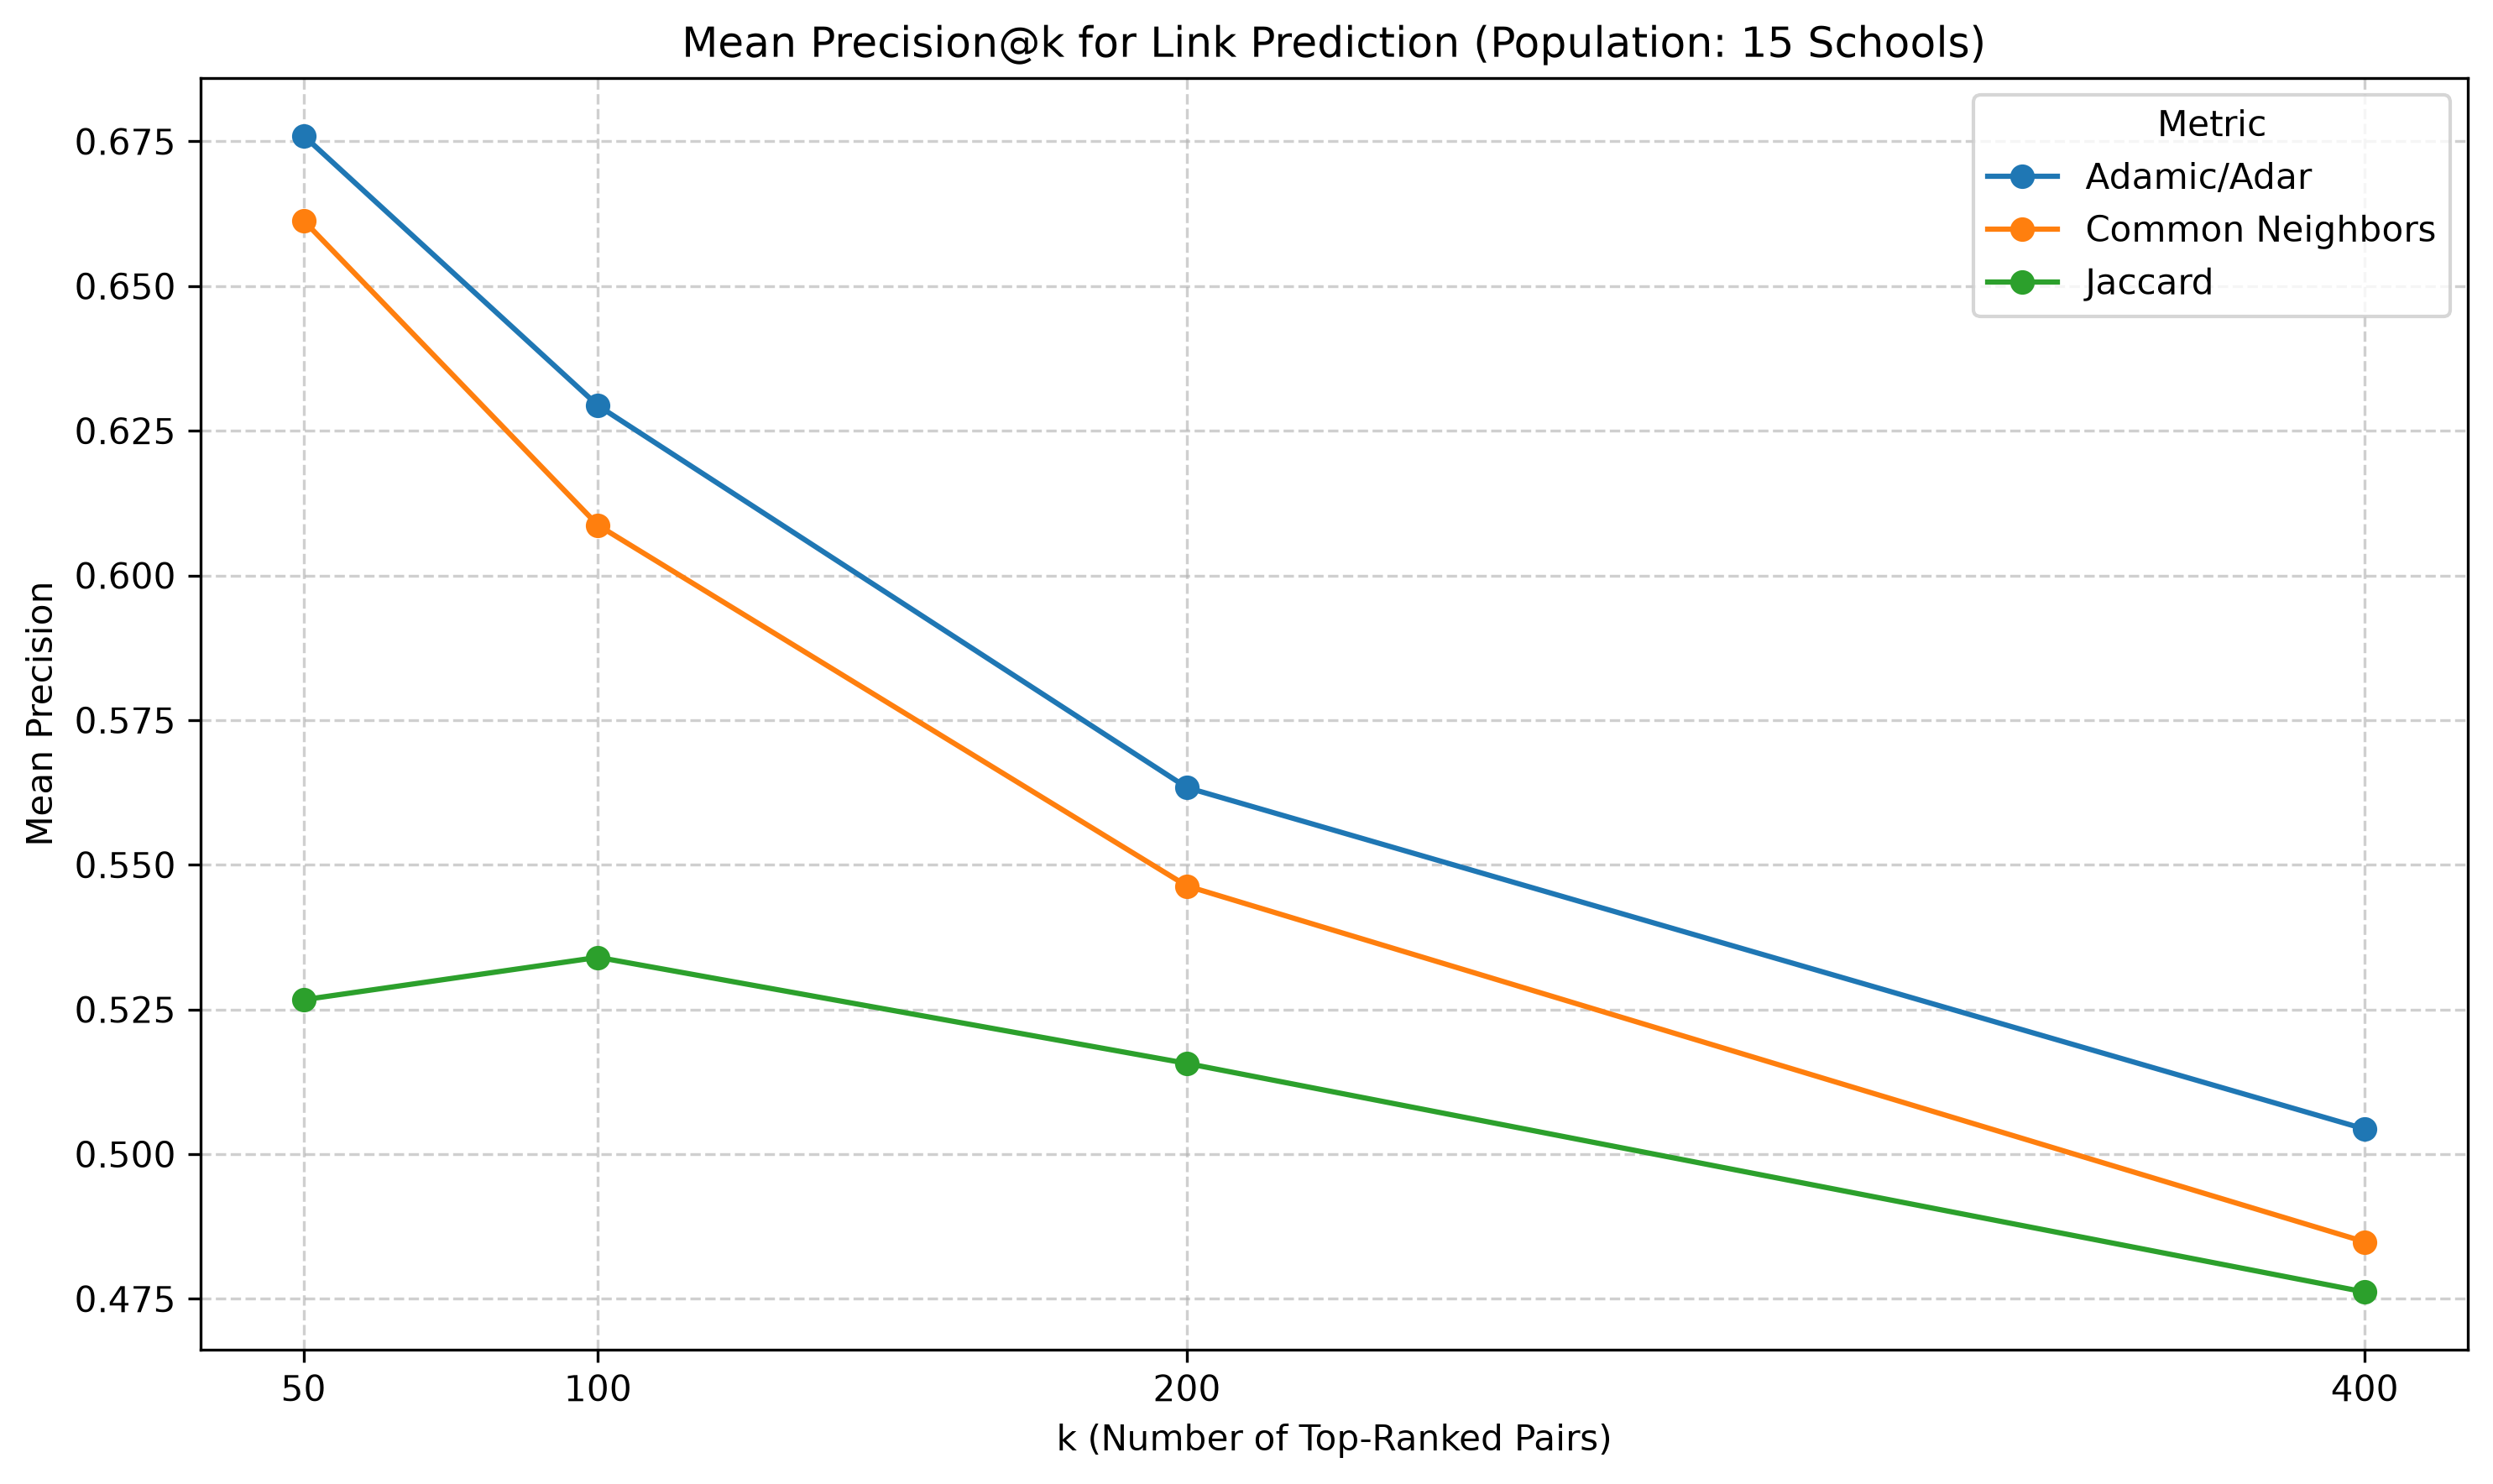 Mean Precision@k for Link Prediction (Population: 15 Schools)
Metric
Adamic/Adar
Common Neighbors
Jaccard
Mean Precision
0.675
0.650
0.625
0.600
0.575
0.550
0.525
0.500
0.475
50 100 200 400
k (Number of Top-Ranked Pairs)